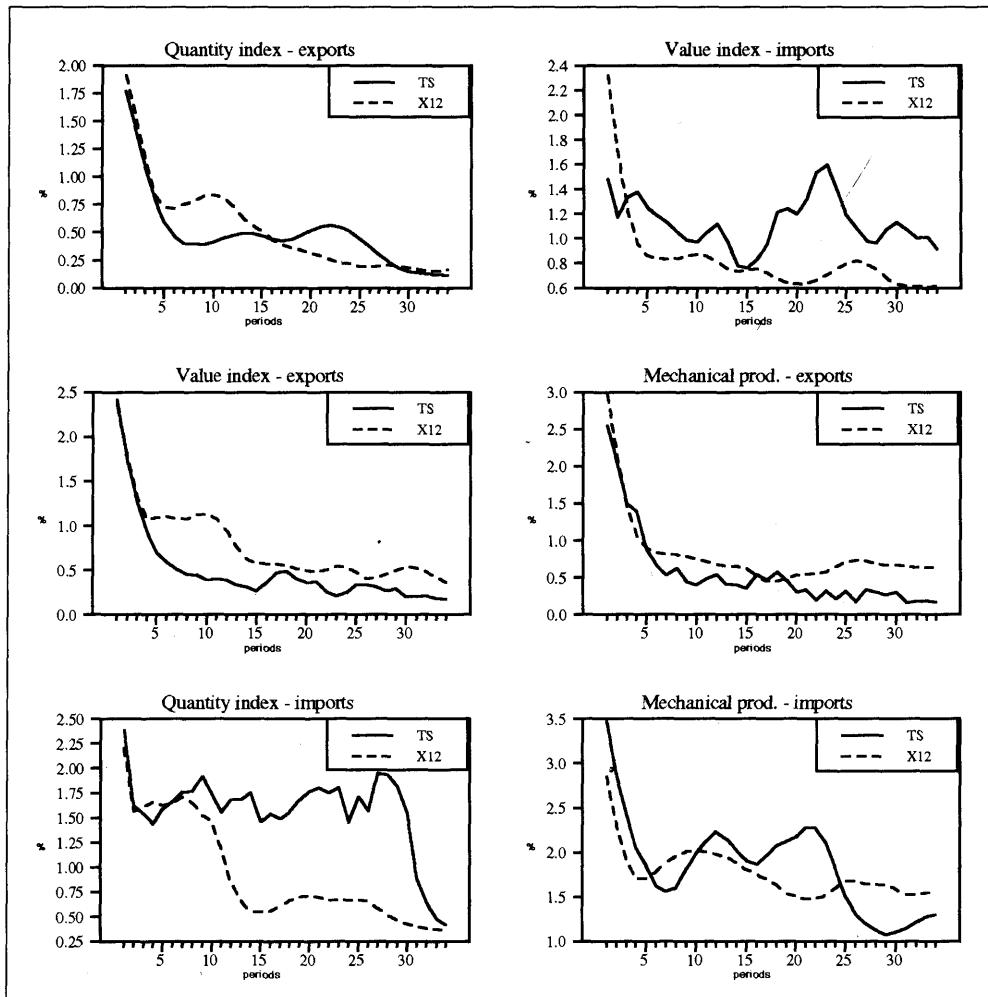 Quantity index - exports
2.00
1.75
1.50
1.25
1.00
0.75
0.50
0.25
0.00
TS
X12
5 10 15 20 25 30
periods
Value index - imports
2.4
2.2
2.0
1.8
1.6
1.4
1.2
1.0
0.8
0.6
TS
X12
5 10 15 20 25 30
periods
Value index - exports
2.5
2.0
1.5
1.0
0.5
0.0
TS
X12
5 10 15 20 25 30
periods
Mechanical prod. - exports
3.0
2.5
2.0
1.5
1.0
0.5
0.0
TS
X12
5 10 15 20 25 30
periods
Quantity index - imports
2.50
2.25
2.00
1.75
1.50
1.25
1.00
0.75
0.50
0.25
TS
X12
5 10 15 20 25 30
periods
Mechanical prod. - imports
3.5
3.0
2.5
2.0
1.5
1.0
TS
X12
5 10 15 20 25 30
periods